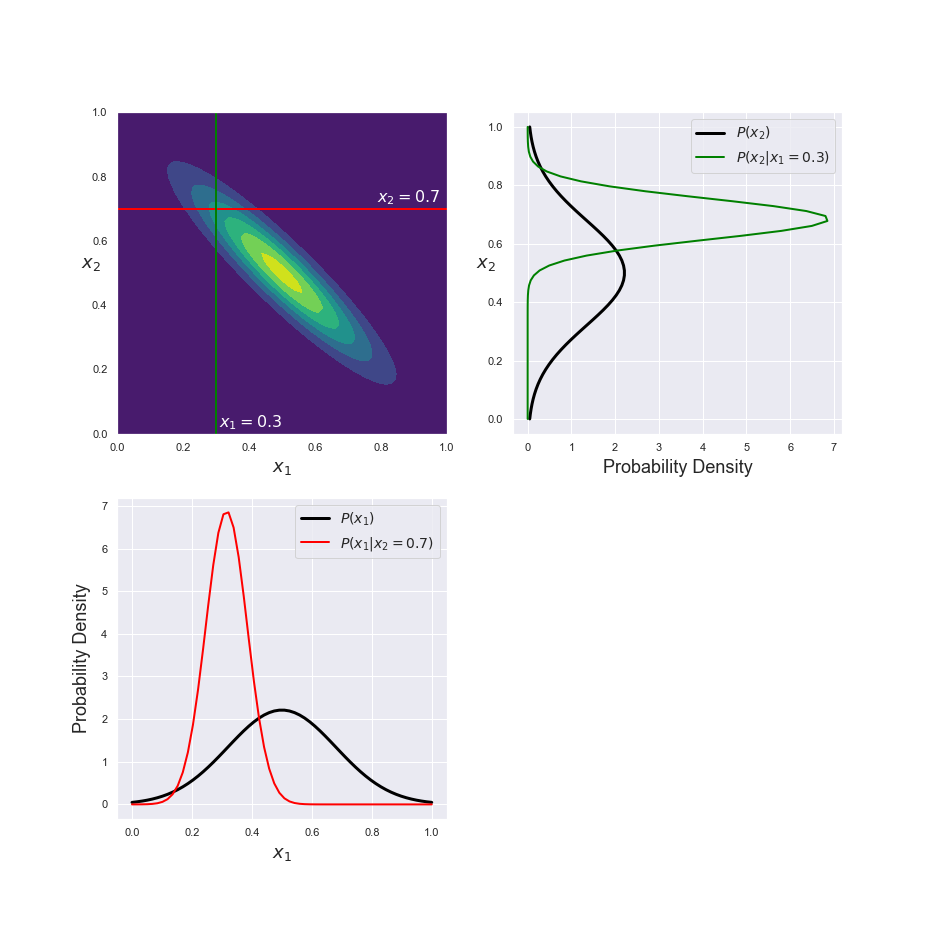 1.0
0.8
0.6
0.4
0.2
0.0
x₂
x₂ = 0.7
x₁ = 0.3
0.0 0.2 0.4 0.6 0.8 1.0
x₁
1.0
0.8
0.6
0.4
0.2
0.0
x₂
P(x₂)
P(x₂|x₁ = 0.3)
0 1 2 3 4 5 6 7
Probability Density
7
6
5
4
3
2
1
0
Probability Density
P(x₁)
P(x₁|x₂ = 0.7)
0.0 0.2 0.4 0.6 0.8 1.0
x₁